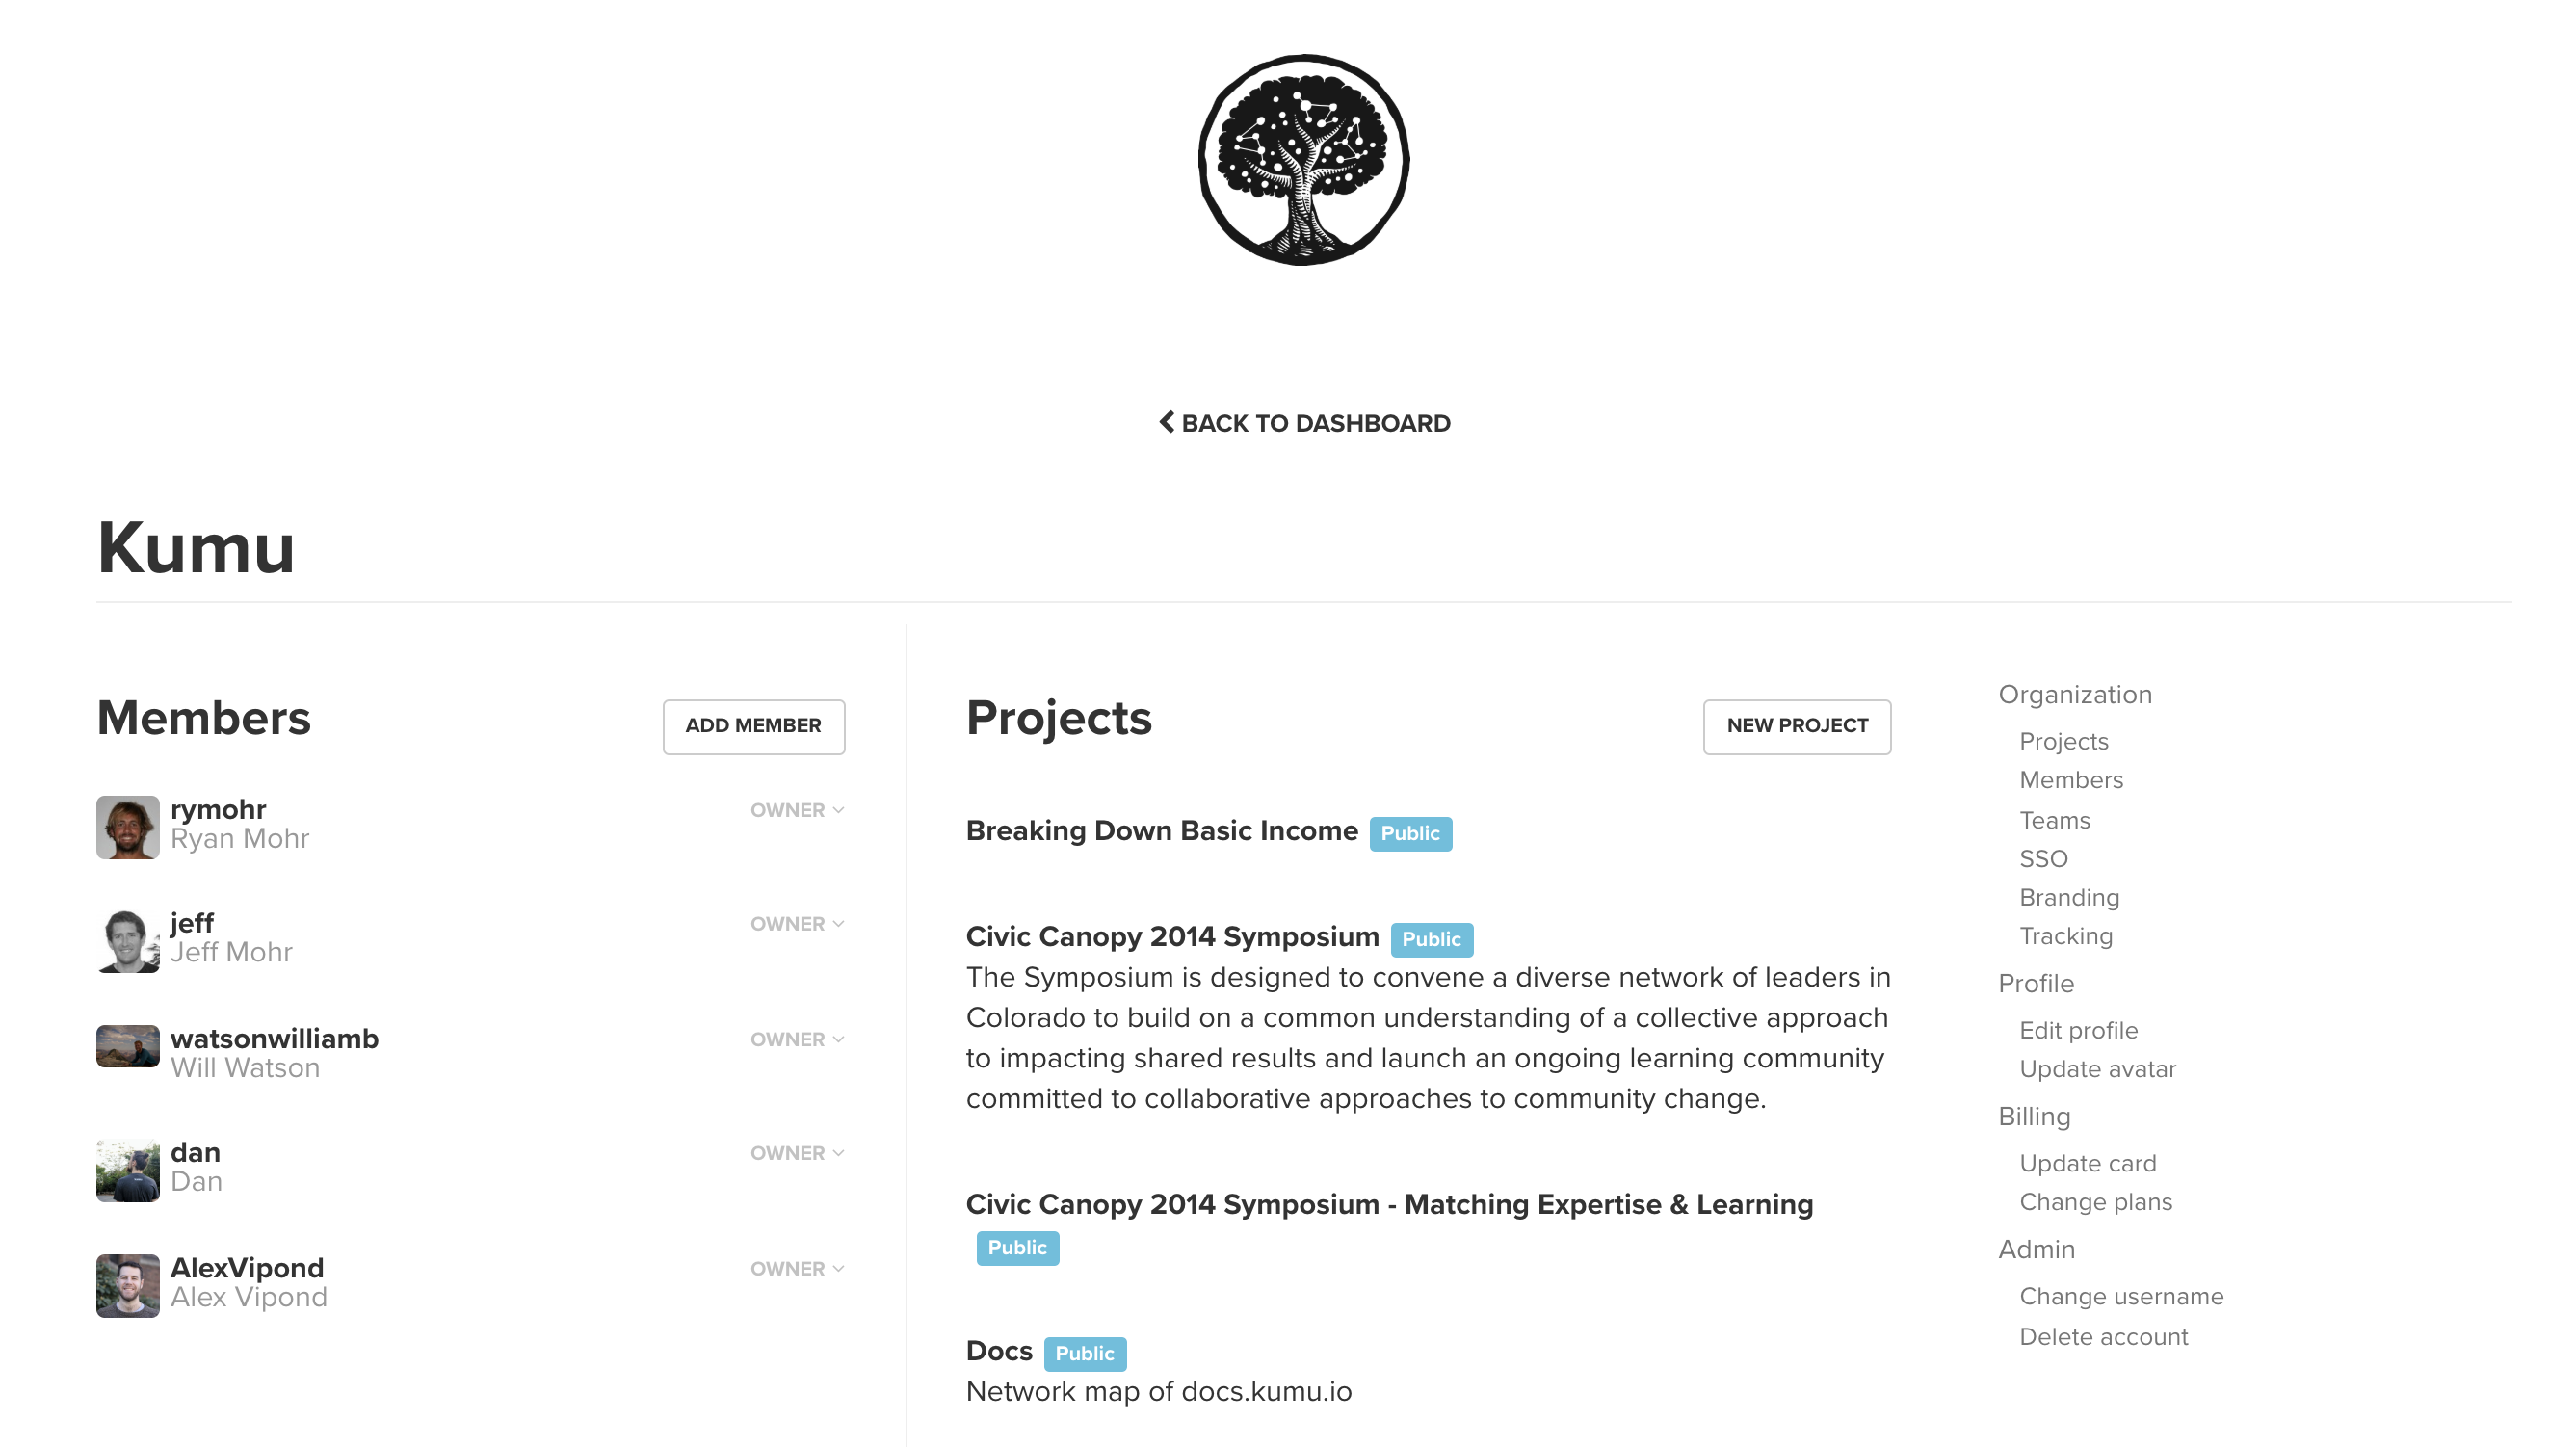 BACK TO DASHBOARD
Kumu
Members
ADD MEMBER
rymohr
Ryan Mohr
OWNER
jeff
Jeff Mohr
OWNER
watsonwilliamb
Will Watson
OWNER
dan
Dan
OWNER
AlexVipond
Alex Vipond
OWNER
Projects
NEW PROJECT
Breaking Down Basic Income Public
Civic Canopy 2014 Symposium Public
The Symposium is designed to convene a diverse network of leaders in
Colorado to build on a common understanding of a collective approach
to impacting shared results and launch an ongoing learning community
committed to collaborative approaches to community change.
Civic Canopy 2014 Symposium - Matching Expertise & Learning
Public
Docs Public
Network map of docs.kumu.io
Organization
Projects
Members
Teams
SSO
Branding
Tracking
Profile
Edit profile
Update avatar
Billing
Update card
Change plans
Admin
Change username
Delete account